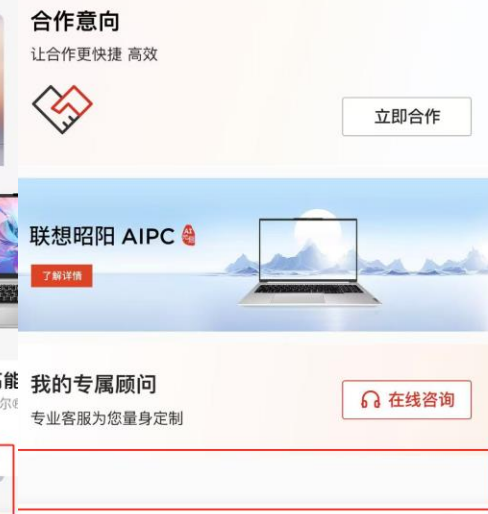 合作意向
让合作更快捷 高效
立即合作
联想昭阳 AIPC
了解详情
能
我的专属顾问
尔
专业客服为您量身定制
在线咨询